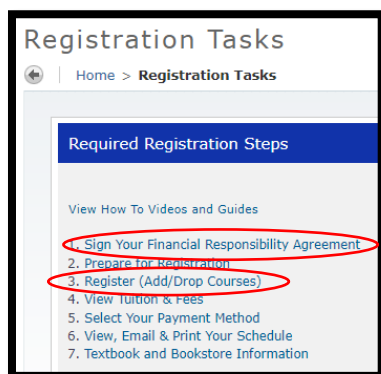 Registration Tasks
Home > Registration Tasks
Required Registration Steps
View How To Videos and Guides
1. Sign Your Financial Responsibility Agreement
2. Prepare for Registration
3. Register (Add/Drop Courses)
4. View Tuition & Fees
5. Select Your Payment Method
6. View, Email & Print Your Schedule
7. Textbook and Bookstore Information